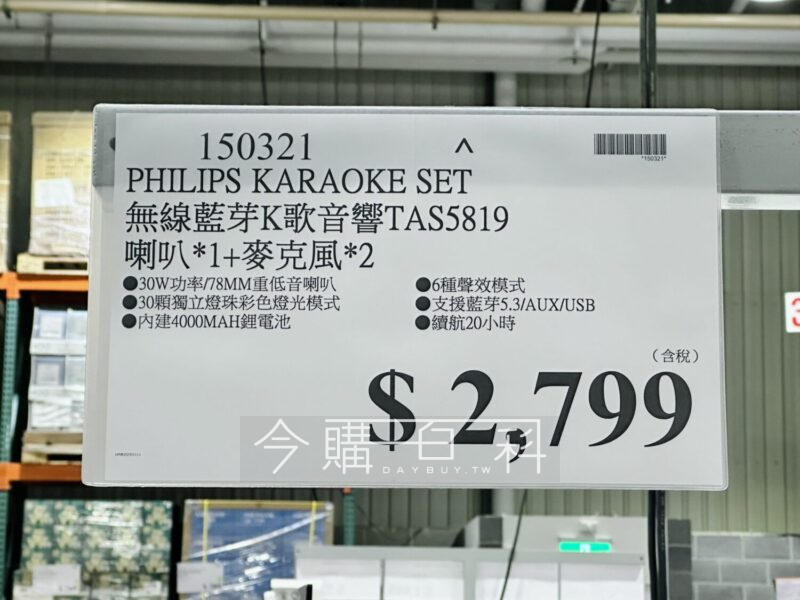 150321
^
*150321*
PHILIPS KARAOKE SET
無線藍芽K歌音響TAS5819
喇叭*1+麥克風*2
●30W功率/78MM重低音喇叭
●30顆獨立燈珠彩色燈光模式
●內建4000MAH鋰電池
●6種聲效模式
●支援藍芽5.3/AUX/USB
●續航20小時
(含稅)
$ 2,799
今購百科
DAYBUY.TW
3